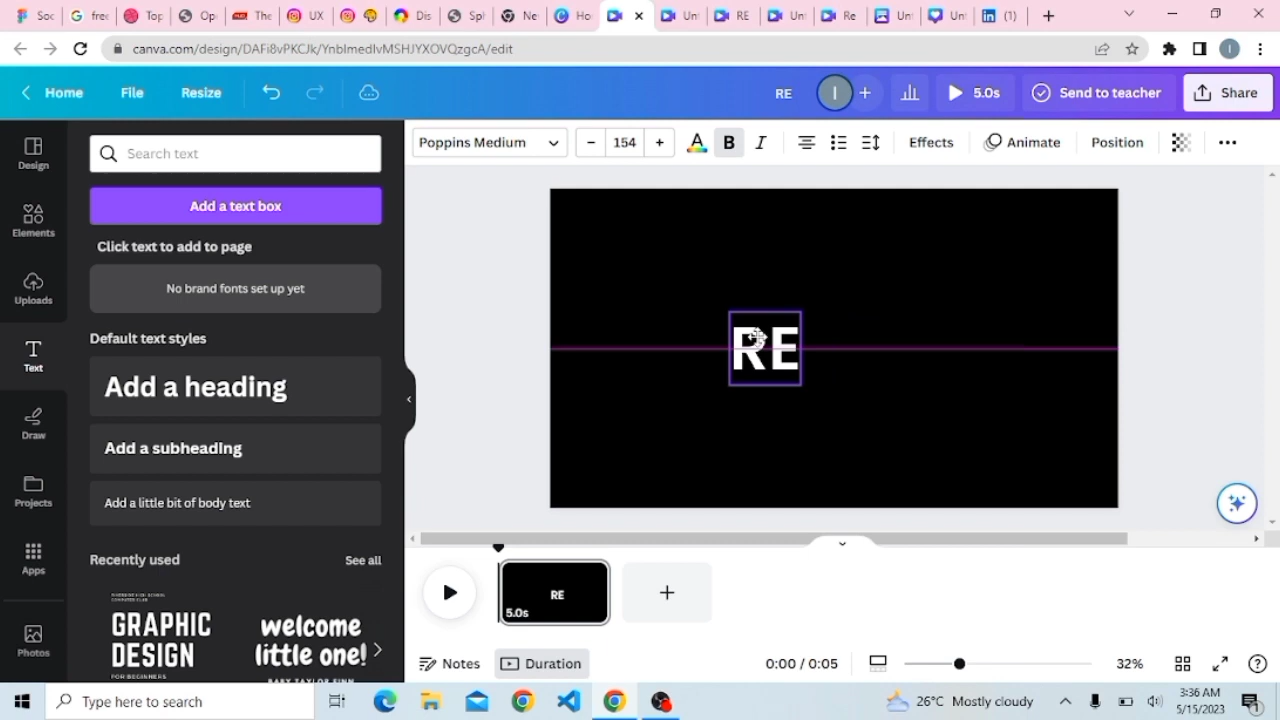 Soc
free
Top
Op
The
UX
Dis
Spl
Ne
Ho
Un
RE
Un
Re
Un
Un
(1)
canva.com/design/DAFi8vPKCJk/YnbImedIvMSHJYXOVQzgcA/edit
Home
File
Resize
RE
I
5.0s
Send to teacher
Share
Design
Elements
Uploads
Text
Draw
Projects
Apps
Photos
Search text
Add a text box
Click text to add to page
No brand fonts set up yet
Default text styles
Add a heading
Add a subheading
Add a little bit of body text
Recently used
See all
GRAPHIC
DESIGN
FOR BEGINNERS
welcome
little one!
Poppins Medium
154
Effects
Animate
Position
RE
RE
5.0s
Notes
Duration
0:00 / 0:05
32%
Type here to search
26°C Mostly cloudy
3:36 AM
5/15/2023